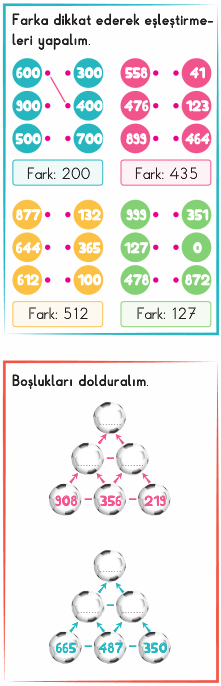 Farka dikkat ederek eşleştirme-
leri yapalım.
600 300 558 41
900 400 476 123
500 700 899 464
Fark: 200 Fark: 435
877 132 999 351
644 365 127 0
612 100 478 872
Fark: 512 Fark: 127
Boşlukları dolduralım.
908 - 356 - 219
665 - 487 - 350